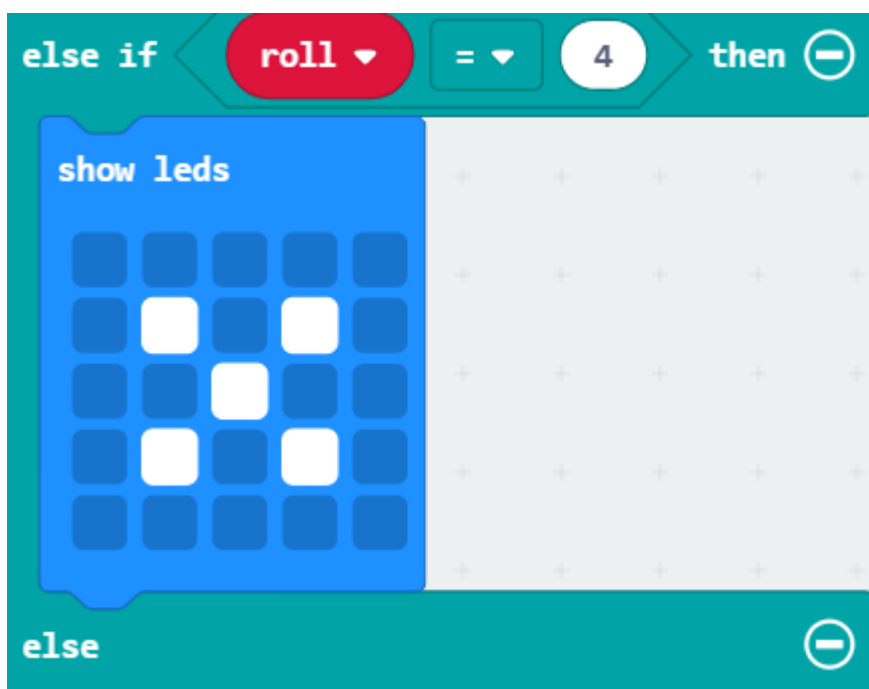 else if roll = 4 then
show leds
else